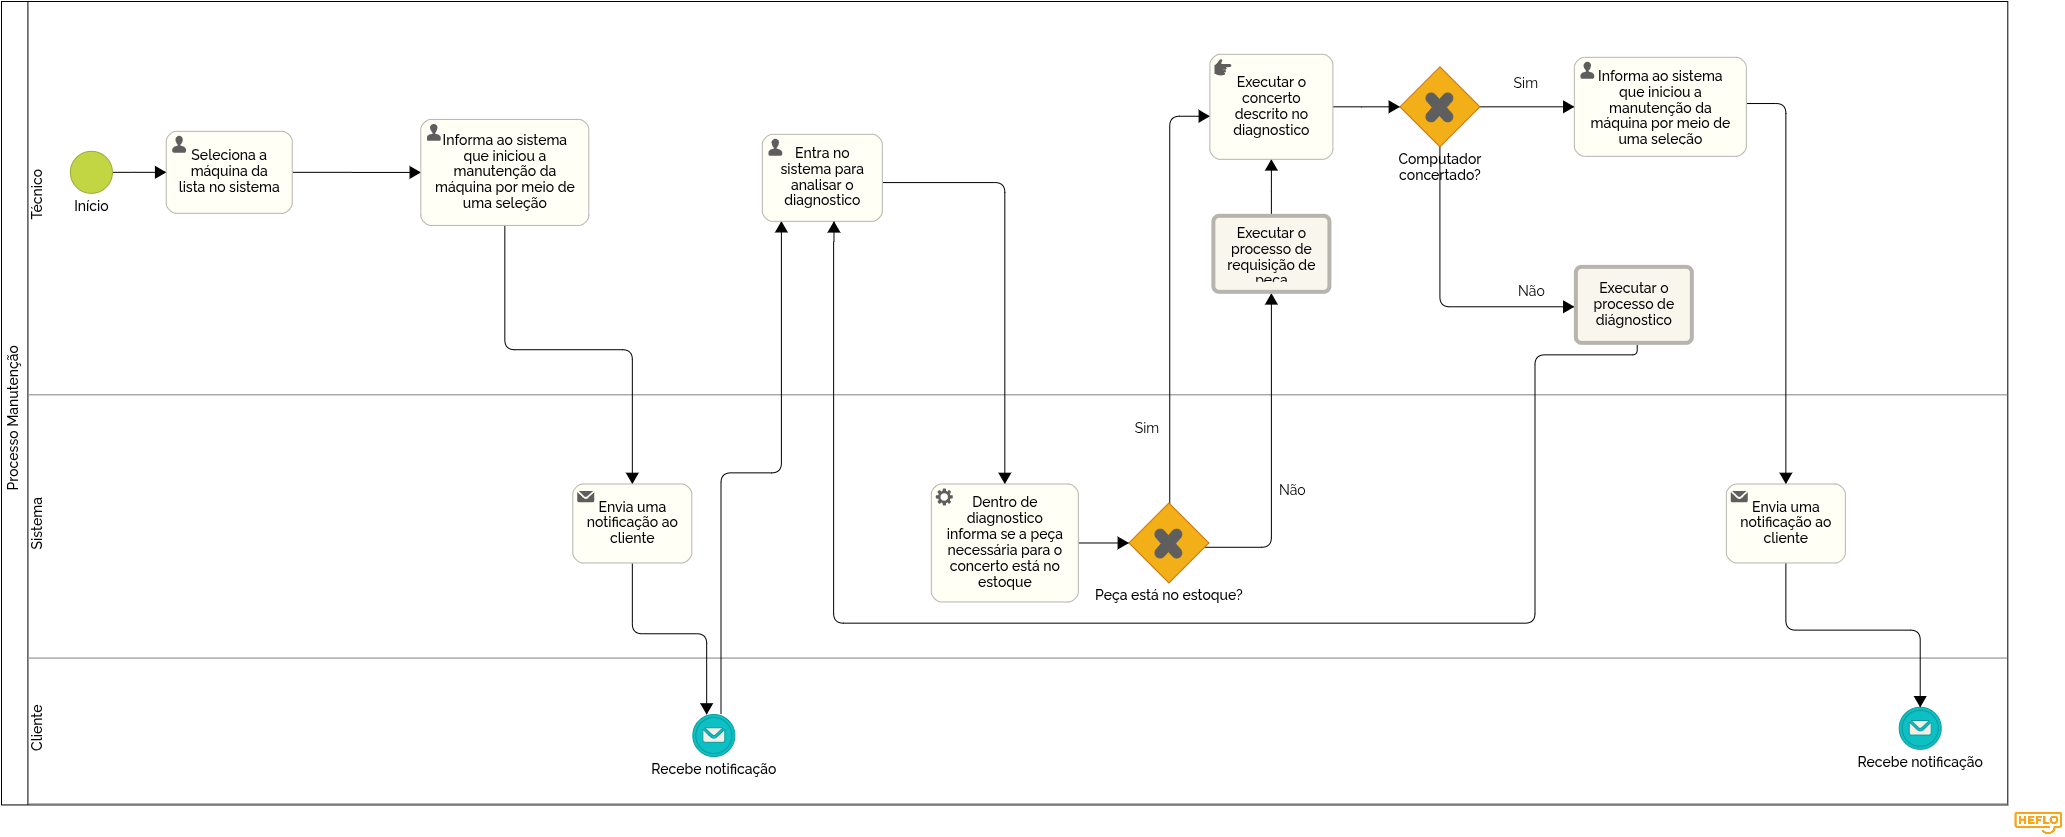 Processo Manutenção
Técnico
Sistema
Cliente
Início
Seleciona a
máquina da
lista no sistema
Informa ao sistema
que iniciou a
manutenção da
máquina por meio de
uma seleção
Entra no
sistema para
analisar o
diagnostico
Executar o
concerto
descrito no
diagnostico
Computador
concertado?
Sim
Informa ao sistema
que iniciou a
manutenção da
máquina por meio de
uma seleção
Executar o
processo de
requisição de
peça
Não
Executar o
processo de
diágnostico
Envia uma
notificação ao
cliente
Dentro de
diagnostico
informa se a peça
necessária para o
concerto está no
estoque
Sim
Não
Peça está no estoque?
Envia uma
notificação ao
cliente
Recebe notificação
Recebe notificação
HEFLO